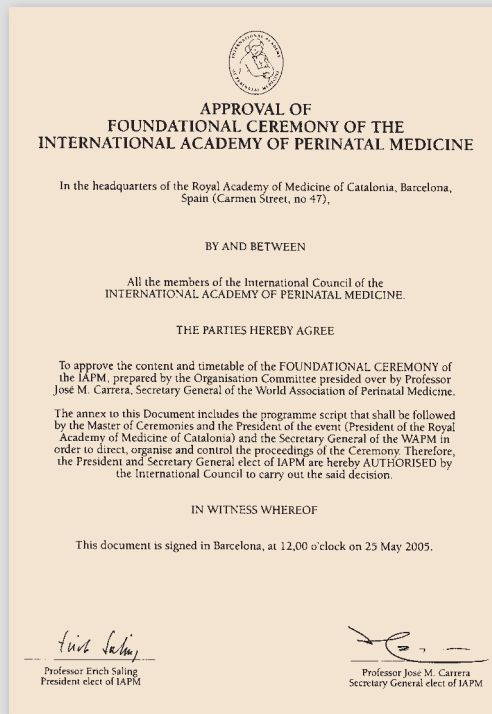 INTERNATIONAL ACADEMY
OF PERINATAL MEDICINE
APPROVAL OF
FOUNDATIONAL CEREMONY OF THE
INTERNATIONAL ACADEMY OF PERINATAL MEDICINE
In the headquarters of the Royal Academy of Medicine of Catalonia, Barcelona,
Spain (Carmen Street, no 47),
BY AND BETWEEN
All the members of the International Council of the
INTERNATIONAL ACADEMY OF PERINATAL MEDICINE.
THE PARTIES HEREBY AGREE
To approve the content and timetable of the FOUNDATIONAL CEREMONY of
the IAPM, prepared by the Organisation Committee presided over by Professor
José M. Carrera, Secretary General of the World Association of Perinatal Medicine.
The annex to this Document includes the programme script that shall be followed
by the Master of Ceremonies and the President of the event (President of the Royal
Academy of Medicine of Catalonia) and the Secretary General of the WAPM in
order to direct, organise and control the proceedings of the Ceremony. Therefore,
the President and Secretary General elect of IAPM are hereby AUTHORISED by
the International Council to carry out the said decision.
IN WITNESS WHEREOF
This document is signed in Barcelona, at 12,00 o'clock on 25 May 2005.
Erich Saling
Professor Erich Saling
President elect of IAPM
Professor José M. Carrera
Secretary General elect of IAPM